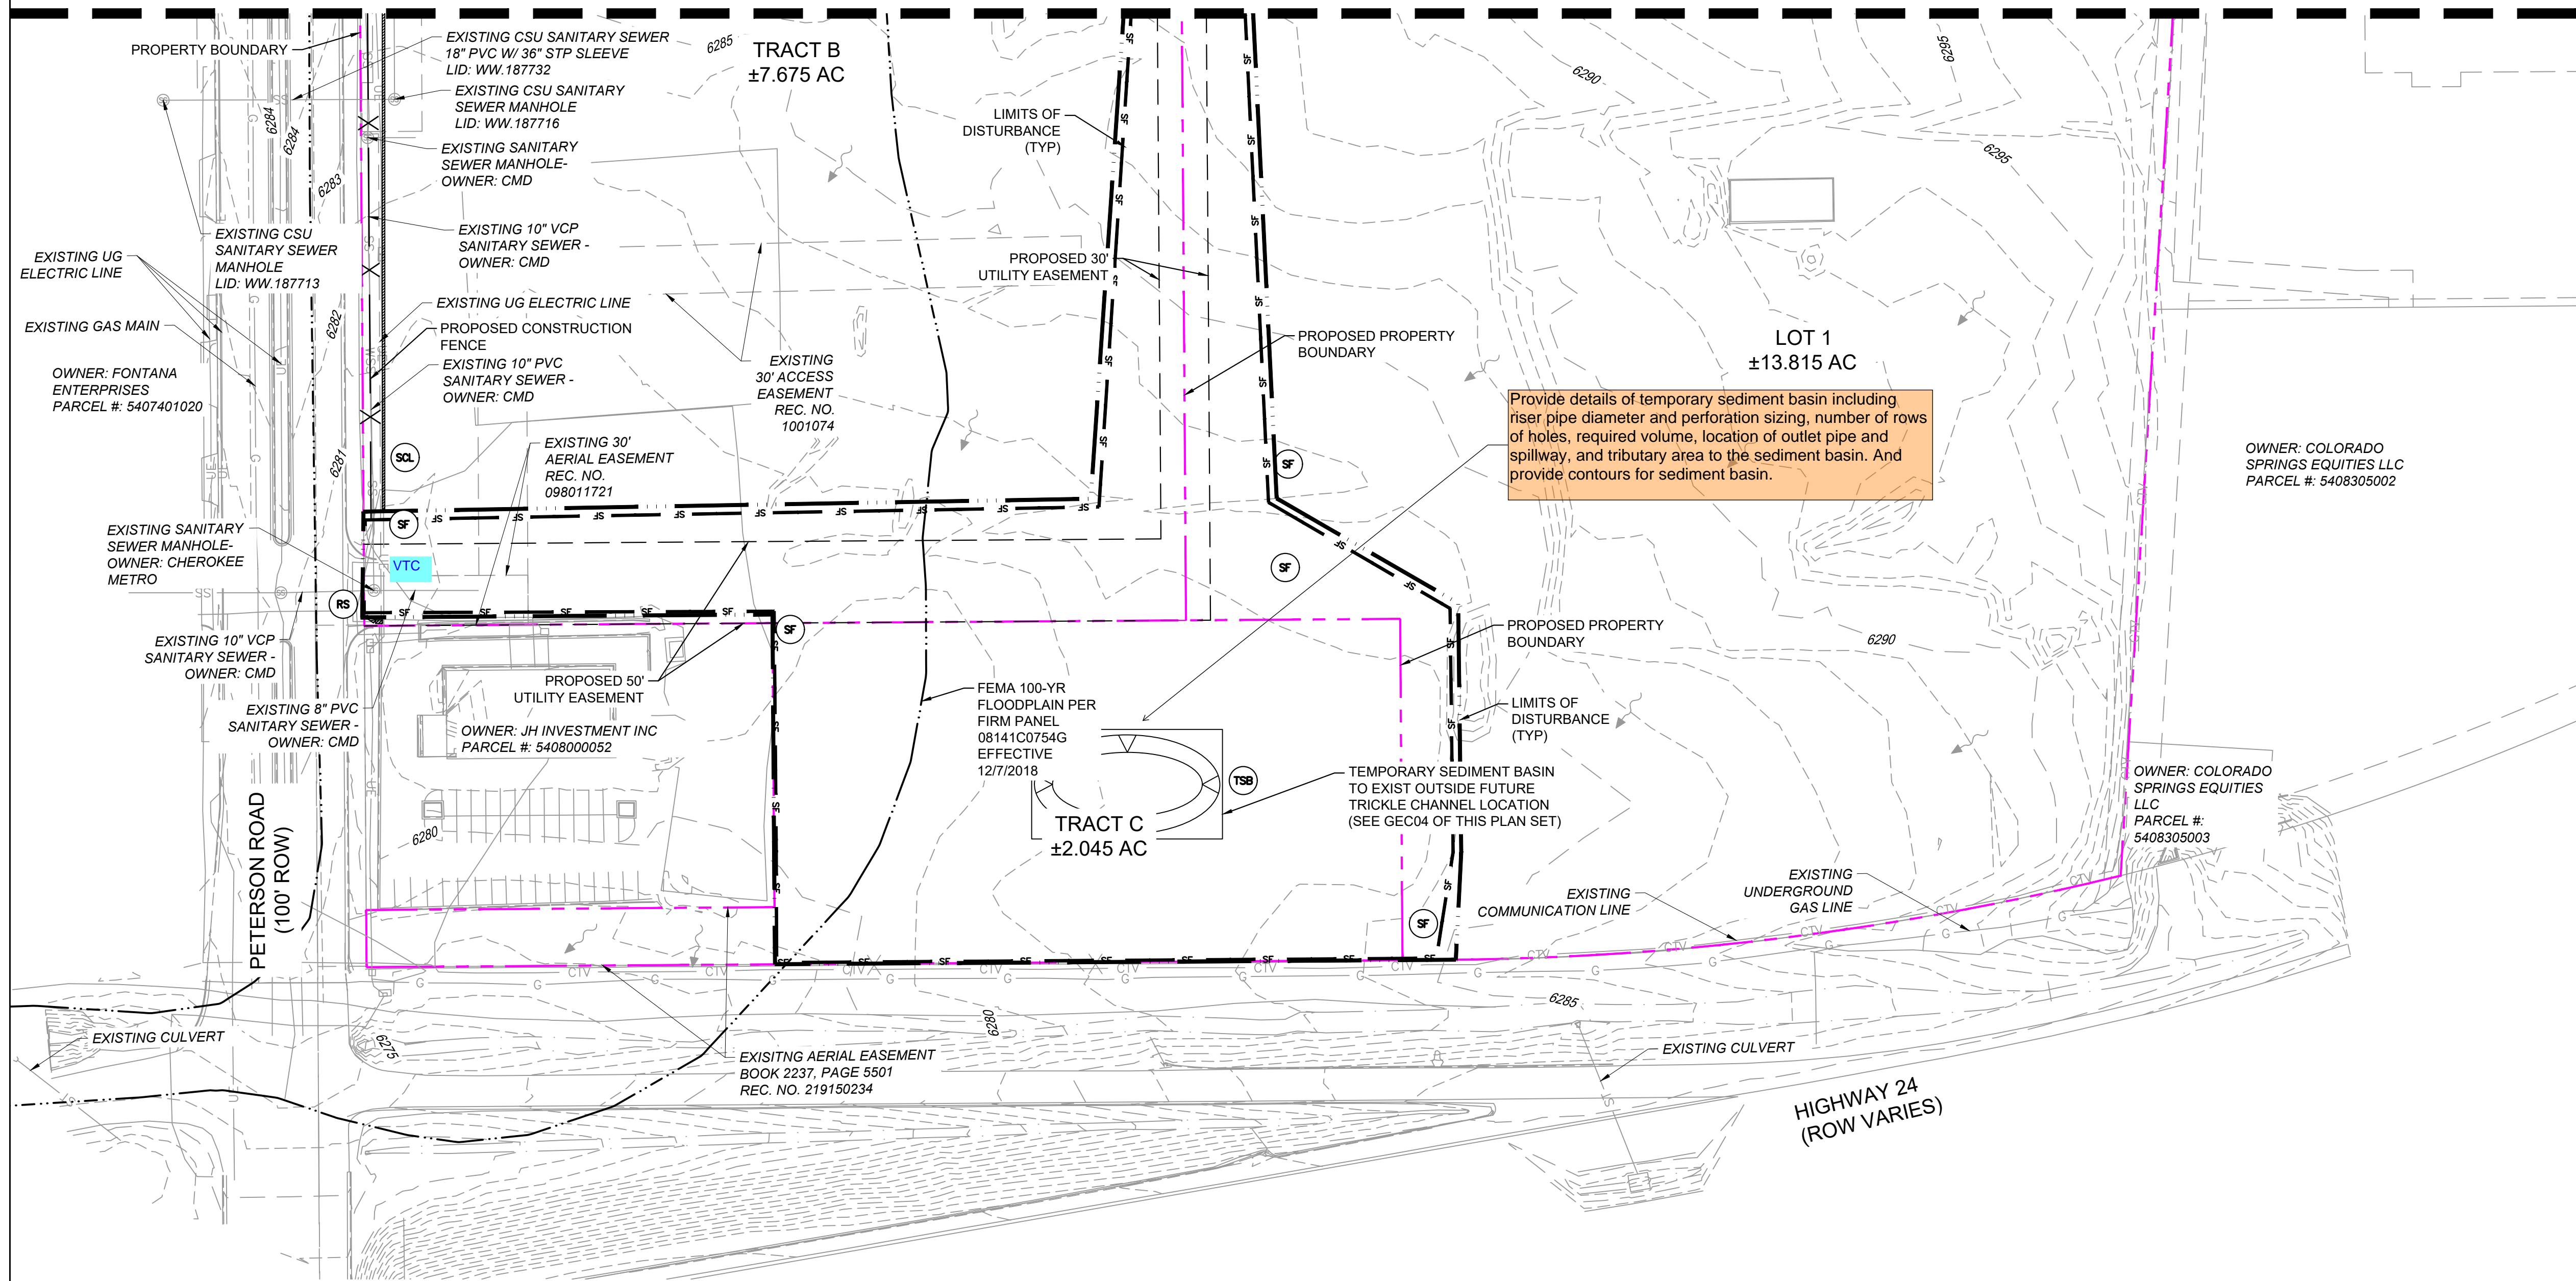 PROPERTY BOUNDARY
EXISTING CSU SANITARY SEWER
18" PVC W/ 36" STP SLEEVE
LID: WW.187732
EXISTING CSU SANITARY
SEWER MANHOLE
LID: WW.187716
EXISTING SANITARY
SEWER MANHOLE-
OWNER: CMD
6285
TRACT B
±7.675 AC
LIMITS OF
DISTURBANCE
(TYP)
6290
6295
6295
6284
6284
6283
6282
6281
EXISTING CSU
SANITARY SEWER
MANHOLE
LID: WW.187713
EXISTING UG
ELECTRIC LINE
EXISTING GAS MAIN
OWNER: FONTANA
ENTERPRISES
PARCEL #: 5407401020
EXISTING 10" VCP
SANITARY SEWER -
OWNER: CMD
EXISTING UG ELECTRIC LINE
PROPOSED CONSTRUCTION
FENCE
EXISTING 10" PVC
SANITARY SEWER -
OWNER: CMD
EXISTING
30' ACCESS
EASEMENT
REC. NO.
1001074
PROPOSED 30'
UTILITY EASEMENT
PROPOSED PROPERTY
BOUNDARY
LOT 1
±13.815 AC
Provide details of temporary sediment basin including
riser pipe diameter and perforation sizing, number of rows
of holes, required volume, location of outlet pipe and
spillway, and tributary area to the sediment basin. And
provide contours for sediment basin.
OWNER: COLORADO
SPRINGS EQUITIES LLC
PARCEL #: 5408305002
SCL
EXISTING 30'
AERIAL EASEMENT
REC. NO.
098011721
SF
SF
SF
EXISTING SANITARY
SEWER MANHOLE-
OWNER: CHEROKEE
METRO
VTC
RS
SF
EXISTING 10" VCP
SANITARY SEWER -
OWNER: CMD
EXISTING 8" PVC
SANITARY SEWER -
OWNER: CMD
PROPOSED 50'
UTILITY EASEMENT
OWNER: JH INVESTMENT INC
PARCEL #: 5408000052
FEMA 100-YR
FLOODPLAIN PER
FIRM PANEL
08141C0754G
EFFECTIVE
12/7/2018
PROPOSED PROPERTY
BOUNDARY
6290
LIMITS OF
DISTURBANCE
(TYP)
TSB
TEMPORARY SEDIMENT BASIN
TO EXIST OUTSIDE FUTURE
TRICKLE CHANNEL LOCATION
(SEE GEC04 OF THIS PLAN SET)
TRACT C
±2.045 AC
OWNER: COLORADO
SPRINGS EQUITIES
LLC
PARCEL #:
5408305003
6280
PETERSON ROAD
(100' ROW)
EXISTING
COMMUNICATION LINE
EXISTING
UNDERGROUND
GAS LINE
SF
6285
6280
6275
EXISTING CULVERT
EXISITNG AERIAL EASEMENT
BOOK 2237, PAGE 5501
REC. NO. 219150234
EXISTING CULVERT
HIGHWAY 24
(ROW VARIES)